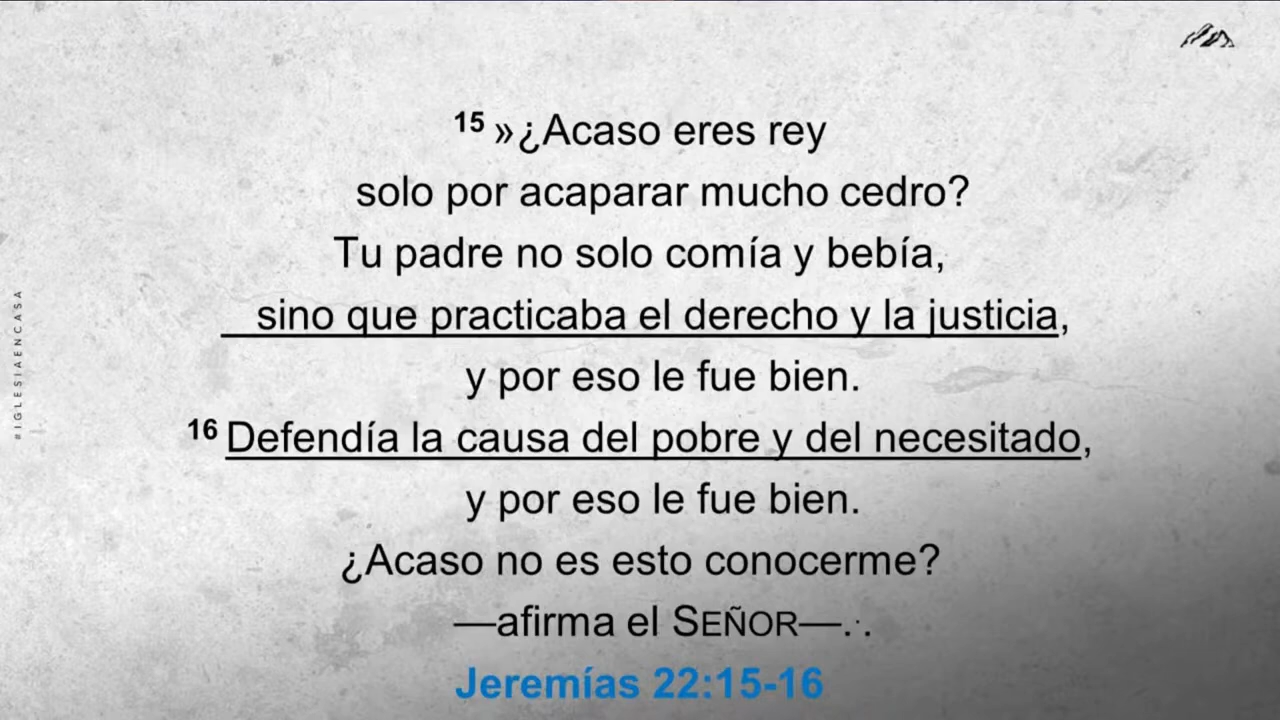 15 »¿Acaso eres rey
solo por acaparar mucho cedro?
Tu padre no solo comía y bebía,
sino que practicaba el derecho y la justicia,
y por eso le fue bien.
16 Defendía la causa del pobre y del necesitado,
y por eso le fue bien.
¿Acaso no es esto conocerme?
—afirma el SEÑOR—.·.
Jeremías 22:15-16
#IGLESIAENCASA